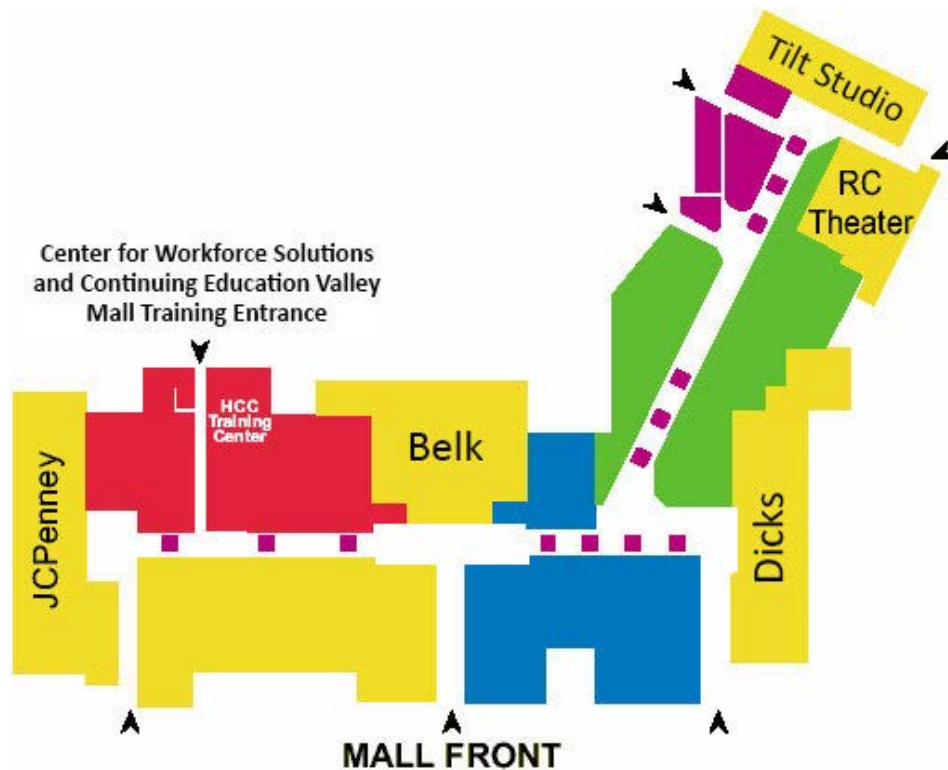 Tilt Studio
RC
Theater
Center for Workforce Solutions
and Continuing Education Valley
Mall Training Entrance
HCC
Training
Center
Belk
JCPenney
Dicks
MALL FRONT